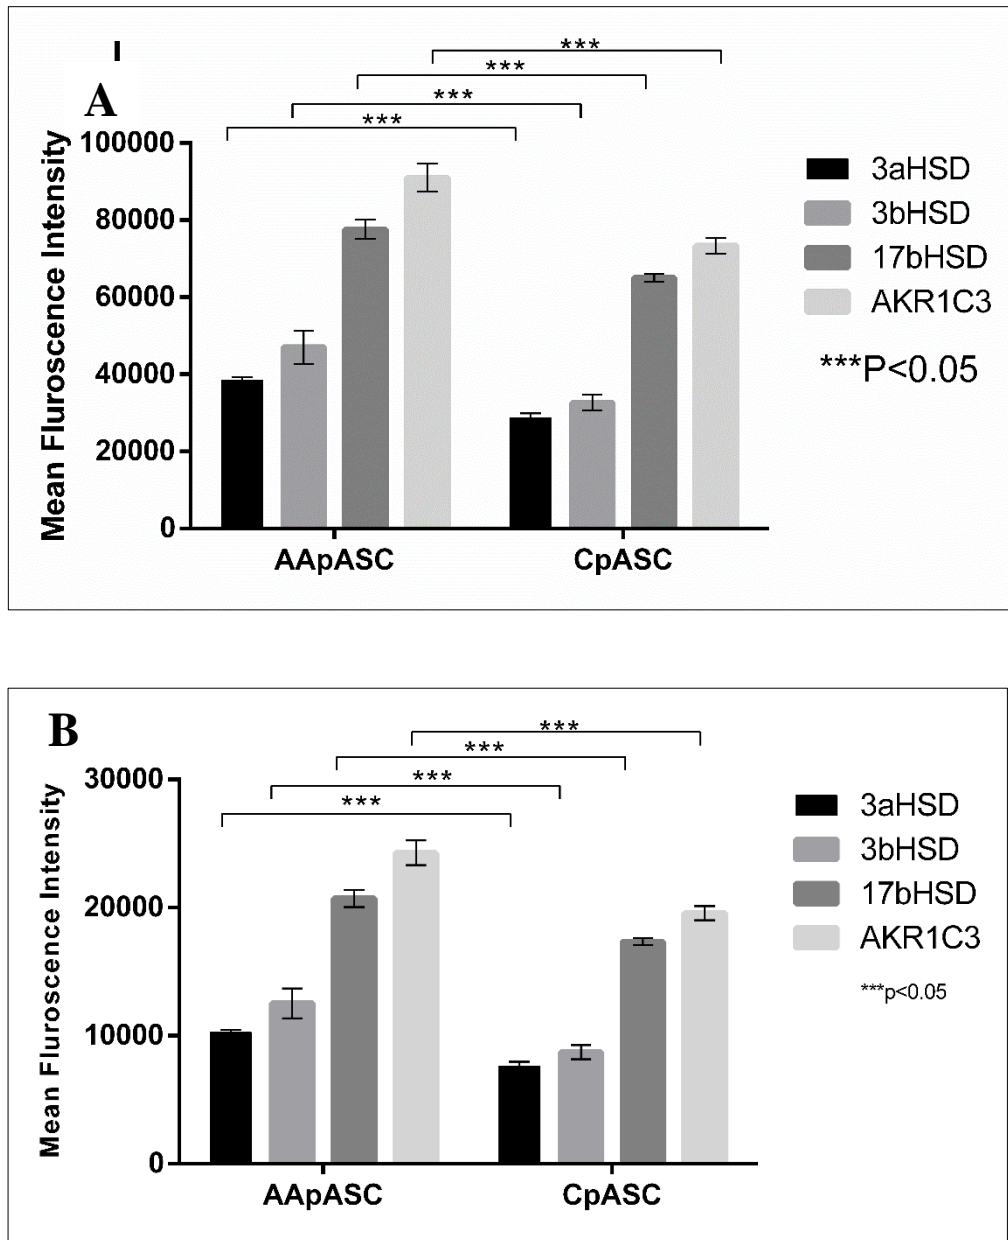 I
A
***
***
***
***
Mean Fluroscence Intensity
100000
80000
60000
40000
20000
0
AApASC
CpASC
3aHSD
3bHSD
17bHSD
AKR1C3
***P<0.05
B
***
***
***
***
Mean Fluroscence Intensity
30000
20000
10000
0
AApASC
CpASC
3aHSD
3bHSD
17bHSD
AKR1C3
***p<0.05